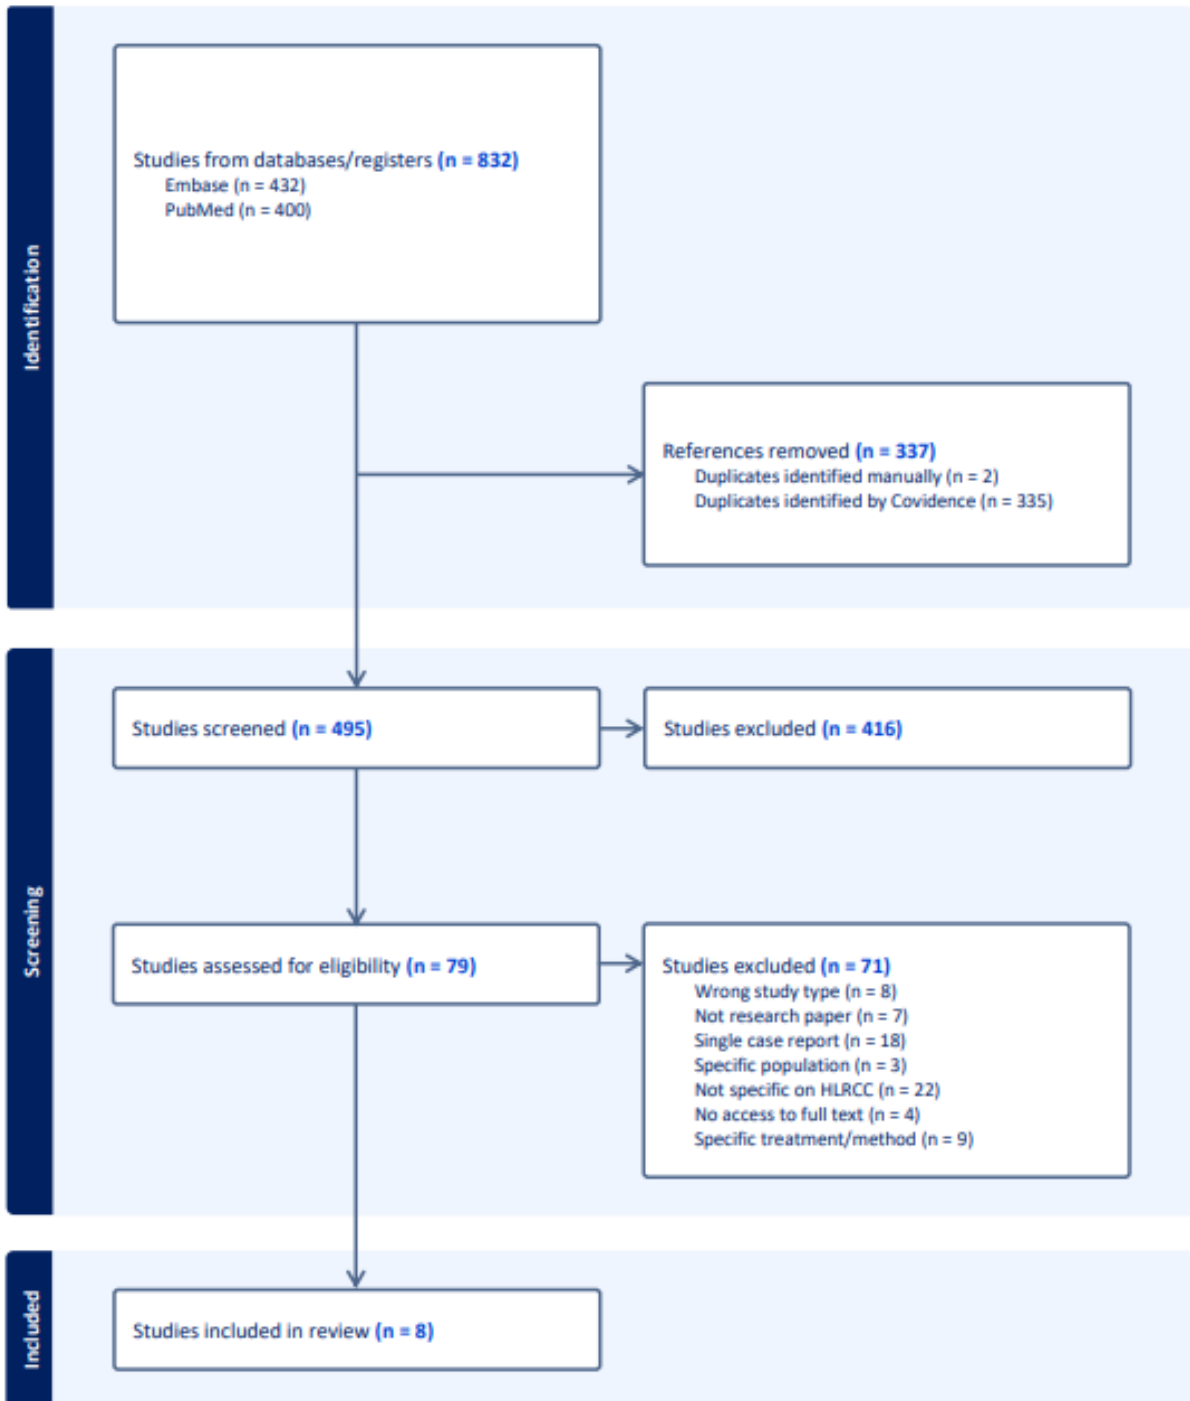 Identification
Studies from databases/registers (n = 832)
Embase (n = 432)
PubMed (n = 400)
References removed (n = 337)
Duplicates identified manually (n = 2)
Duplicates identified by Covidence (n = 335)
Screening
Studies screened (n = 495)
Studies excluded (n = 416)
Studies assessed for eligibility (n = 79)
Studies excluded (n = 71)
Wrong study type (n = 8)
Not research paper (n = 7)
Single case report (n = 18)
Specific population (n = 3)
Not specific on HLRCC (n = 22)
No access to full text (n = 4)
Specific treatment/method (n = 9)
Included
Studies included in review (n = 8)